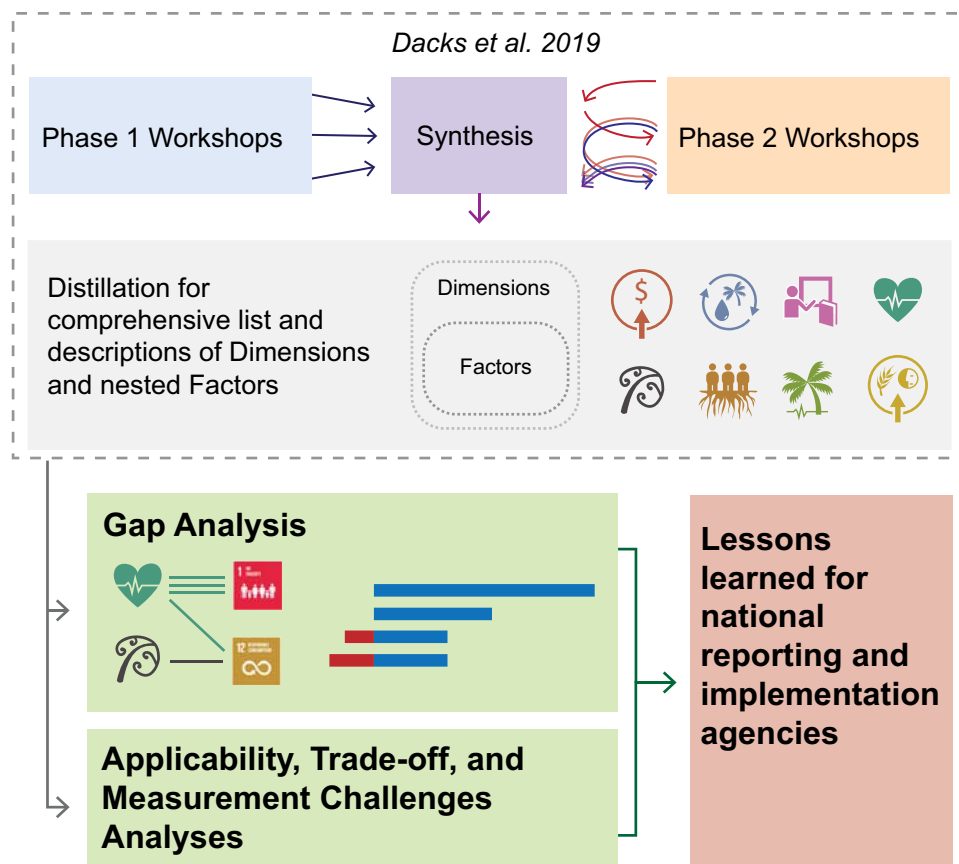 Dacks et al. 2019
Phase 1 Workshops
Synthesis
Phase 2 Workshops
Distillation for
comprehensive list and
descriptions of Dimensions
and nested Factors
Dimensions
Factors
$
Gap Analysis
1
12
Applicability, Trade-off, and
Measurement Challenges
Analyses
Lessons
learned for
national
reporting and
implementation
agencies